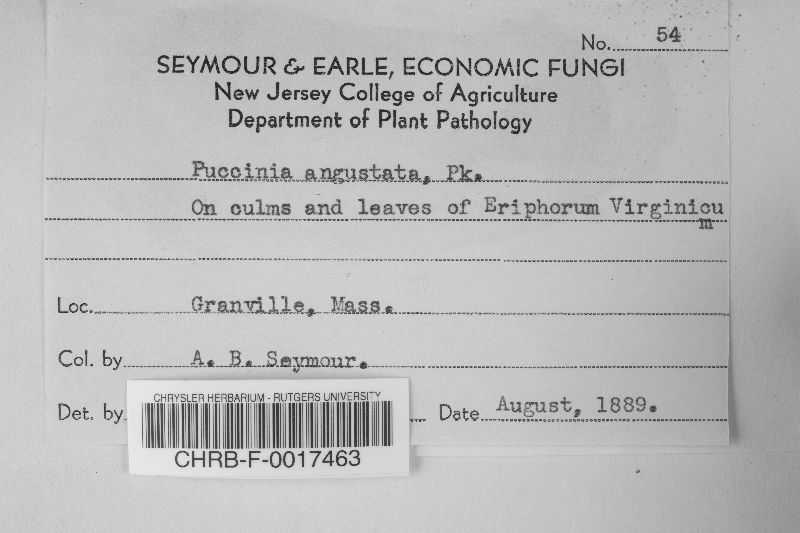 No. 54
SEYMOUR & EARLE, ECONOMIC FUNGI
New Jersey College of Agriculture
Department of Plant Pathology
Puccinia angustata, Pk.
On culms and leaves of Eriphorum Virginicu
m
Loc. Granville, Mass.
Col. by A. B. Seymour.
Det. by
Date August, 1889.
CHRYSLER HERBARIUM - RUTGERS UNIVERSITY
CHRB-F-0017463